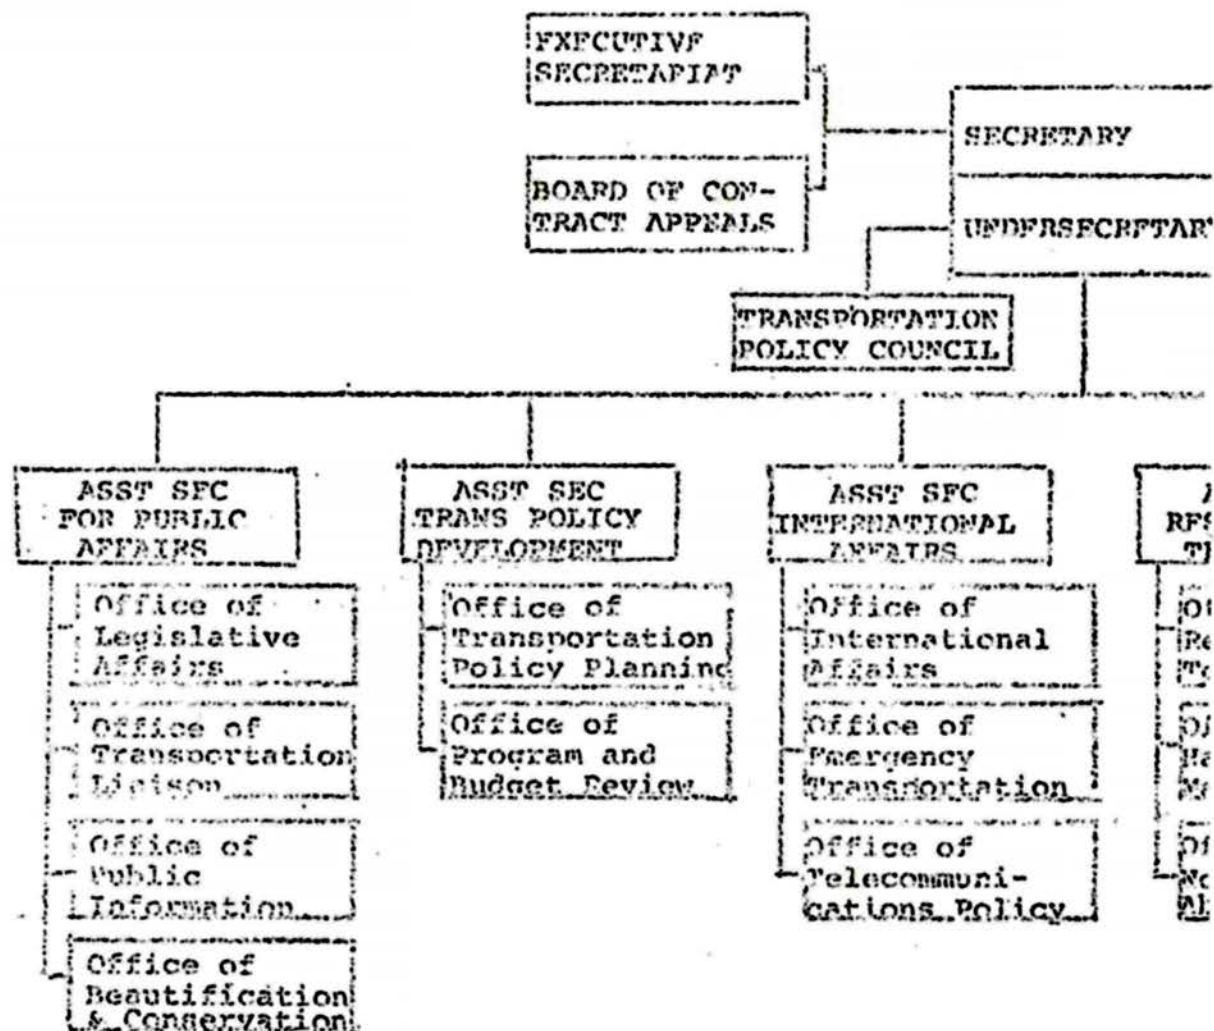 EXECUTIVE
SECRETARIAT
SECRETARY
BOARD OF CON-
TRACT APPEALS
UNDERSECRETAR
TRANSPORTATION
POLICY COUNCIL
ASST SEC
FOR PUBLIC
AFFAIRS
Office of
Legislative
Affairs
Office of
Transportation
Liaison
Office of
Public
Information
Office of
Beautification
& Conservation
ASST SEC
TRANS POLICY
DEVELOPMENT
Office of
Transportation
Policy Planning
Office of
Program and
Budget Review
ASST SEC
INTERNATIONAL
AFFAIRS
Office of
International
Affairs
Office of
Emergency
Transportation
Office of
Telecommuni-
cations Policy